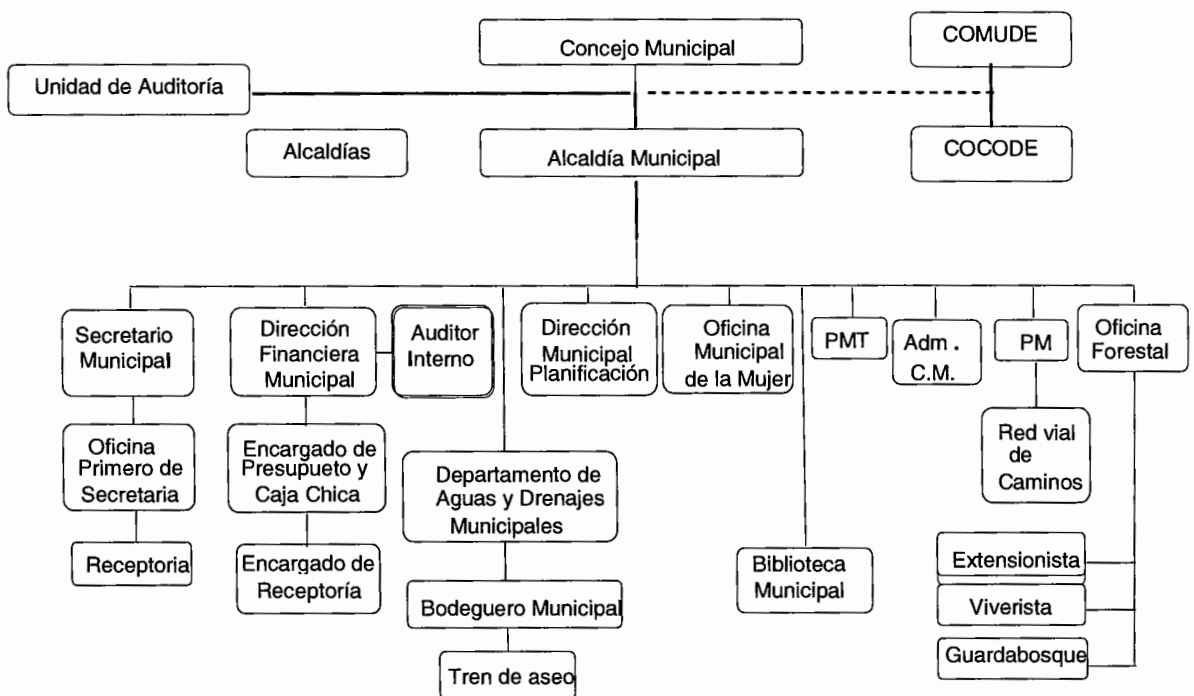 Concejo Municipal
COMUDE
Unidad de Auditoría
Alcaldías
Alcaldía Municipal
COCODE
Secretario
Municipal
Dirección
Financiera
Municipal
Auditor
Interno
Dirección
Municipal
Planificación
Oficina
Municipal
de la Mujer
PMT
Adm .
C.M.
PM
Oficina
Forestal
Oficina
Primero de
Secretaria
Encargado de
Presupueto y
Caja Chica
Departamento de
Aguas y Drenajes
Municipales
Red vial
de
Caminos
Receptoria
Encargado de
Receptoría
Biblioteca
Municipal
Extensionista
Bodeguero Municipal
Viverista
Tren de aseo
Guardabosque